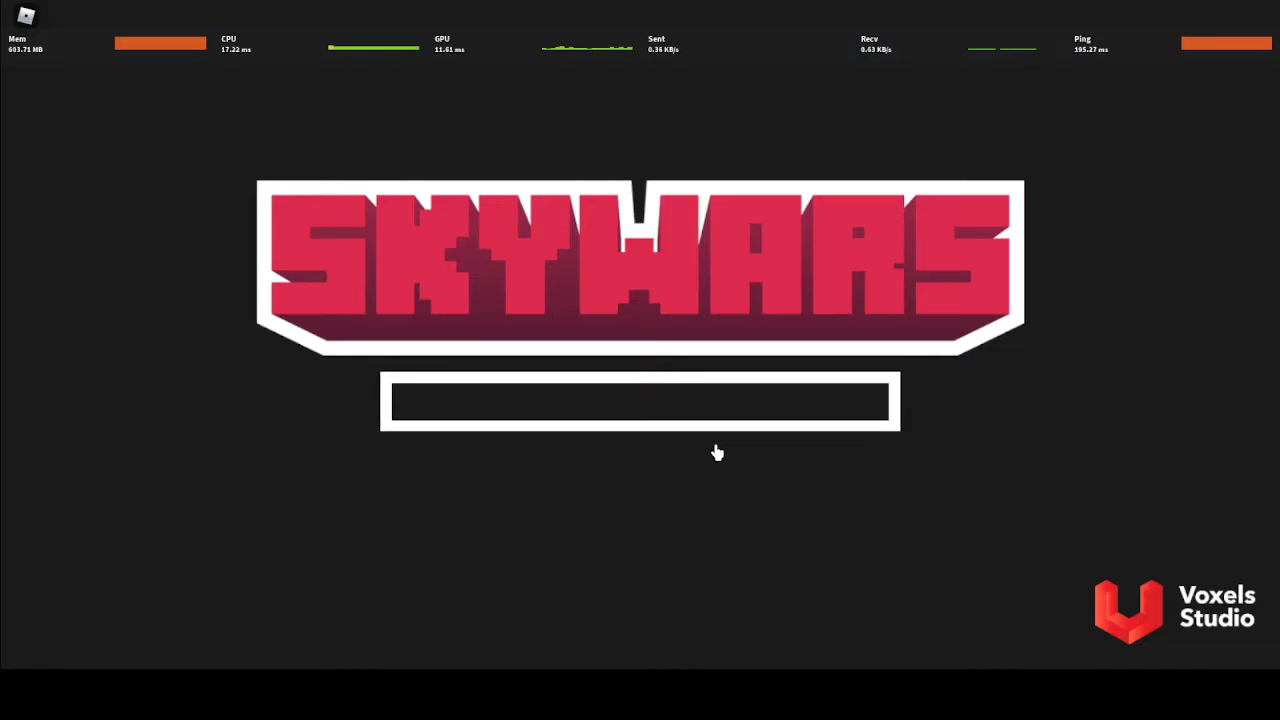 Mem CPU GPU Sent Recv Ping
603.71 MB 17.22 ms 11.61 ms 0.36 KB/s 0.63 KB/s 195.27 ms
SKYWARS
Voxels
Studio